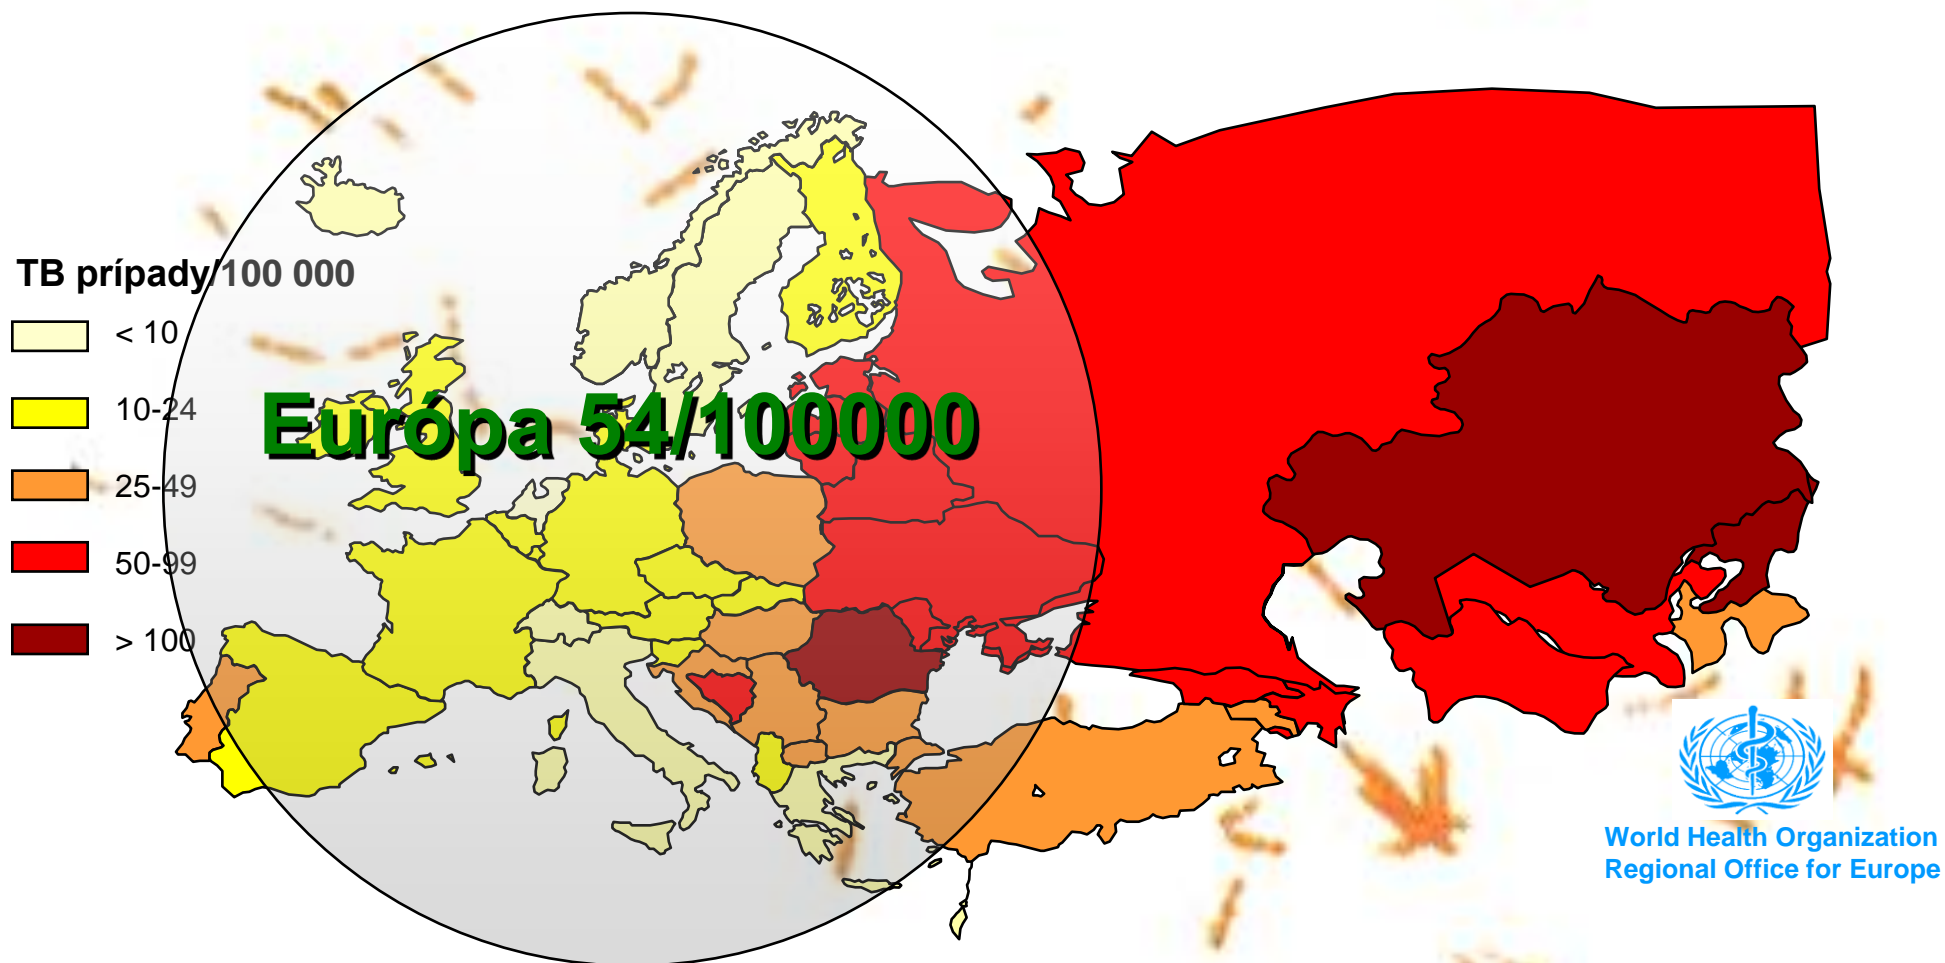 TB prípady/100 000
< 10
10-24
25-49
50-99
> 100
Európa 54/100000
World Health Organization
Regional Office for Europe